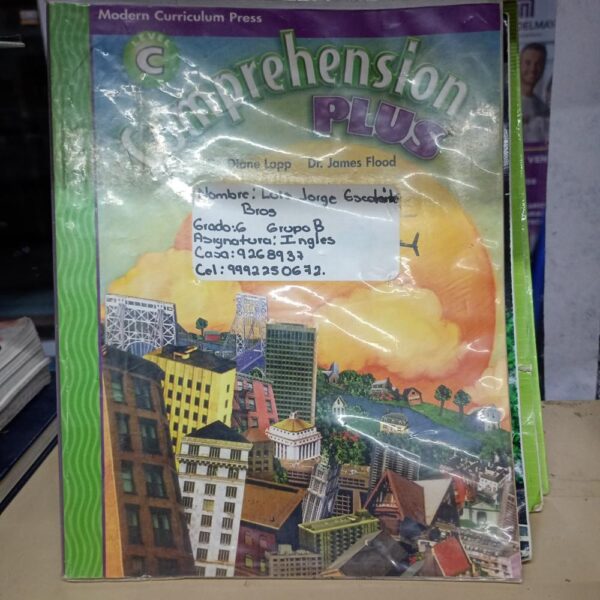 Modern Curriculum Press
LEVEL
C
Comprehension
PLUS
Diane Lapp Dr. James Flood
Nombre: Luis Jorge Escalante
Bros
Grado: 6 Grupo B
Asignatura: Ingles
Casa: 9268937
Cel: 9992250672.